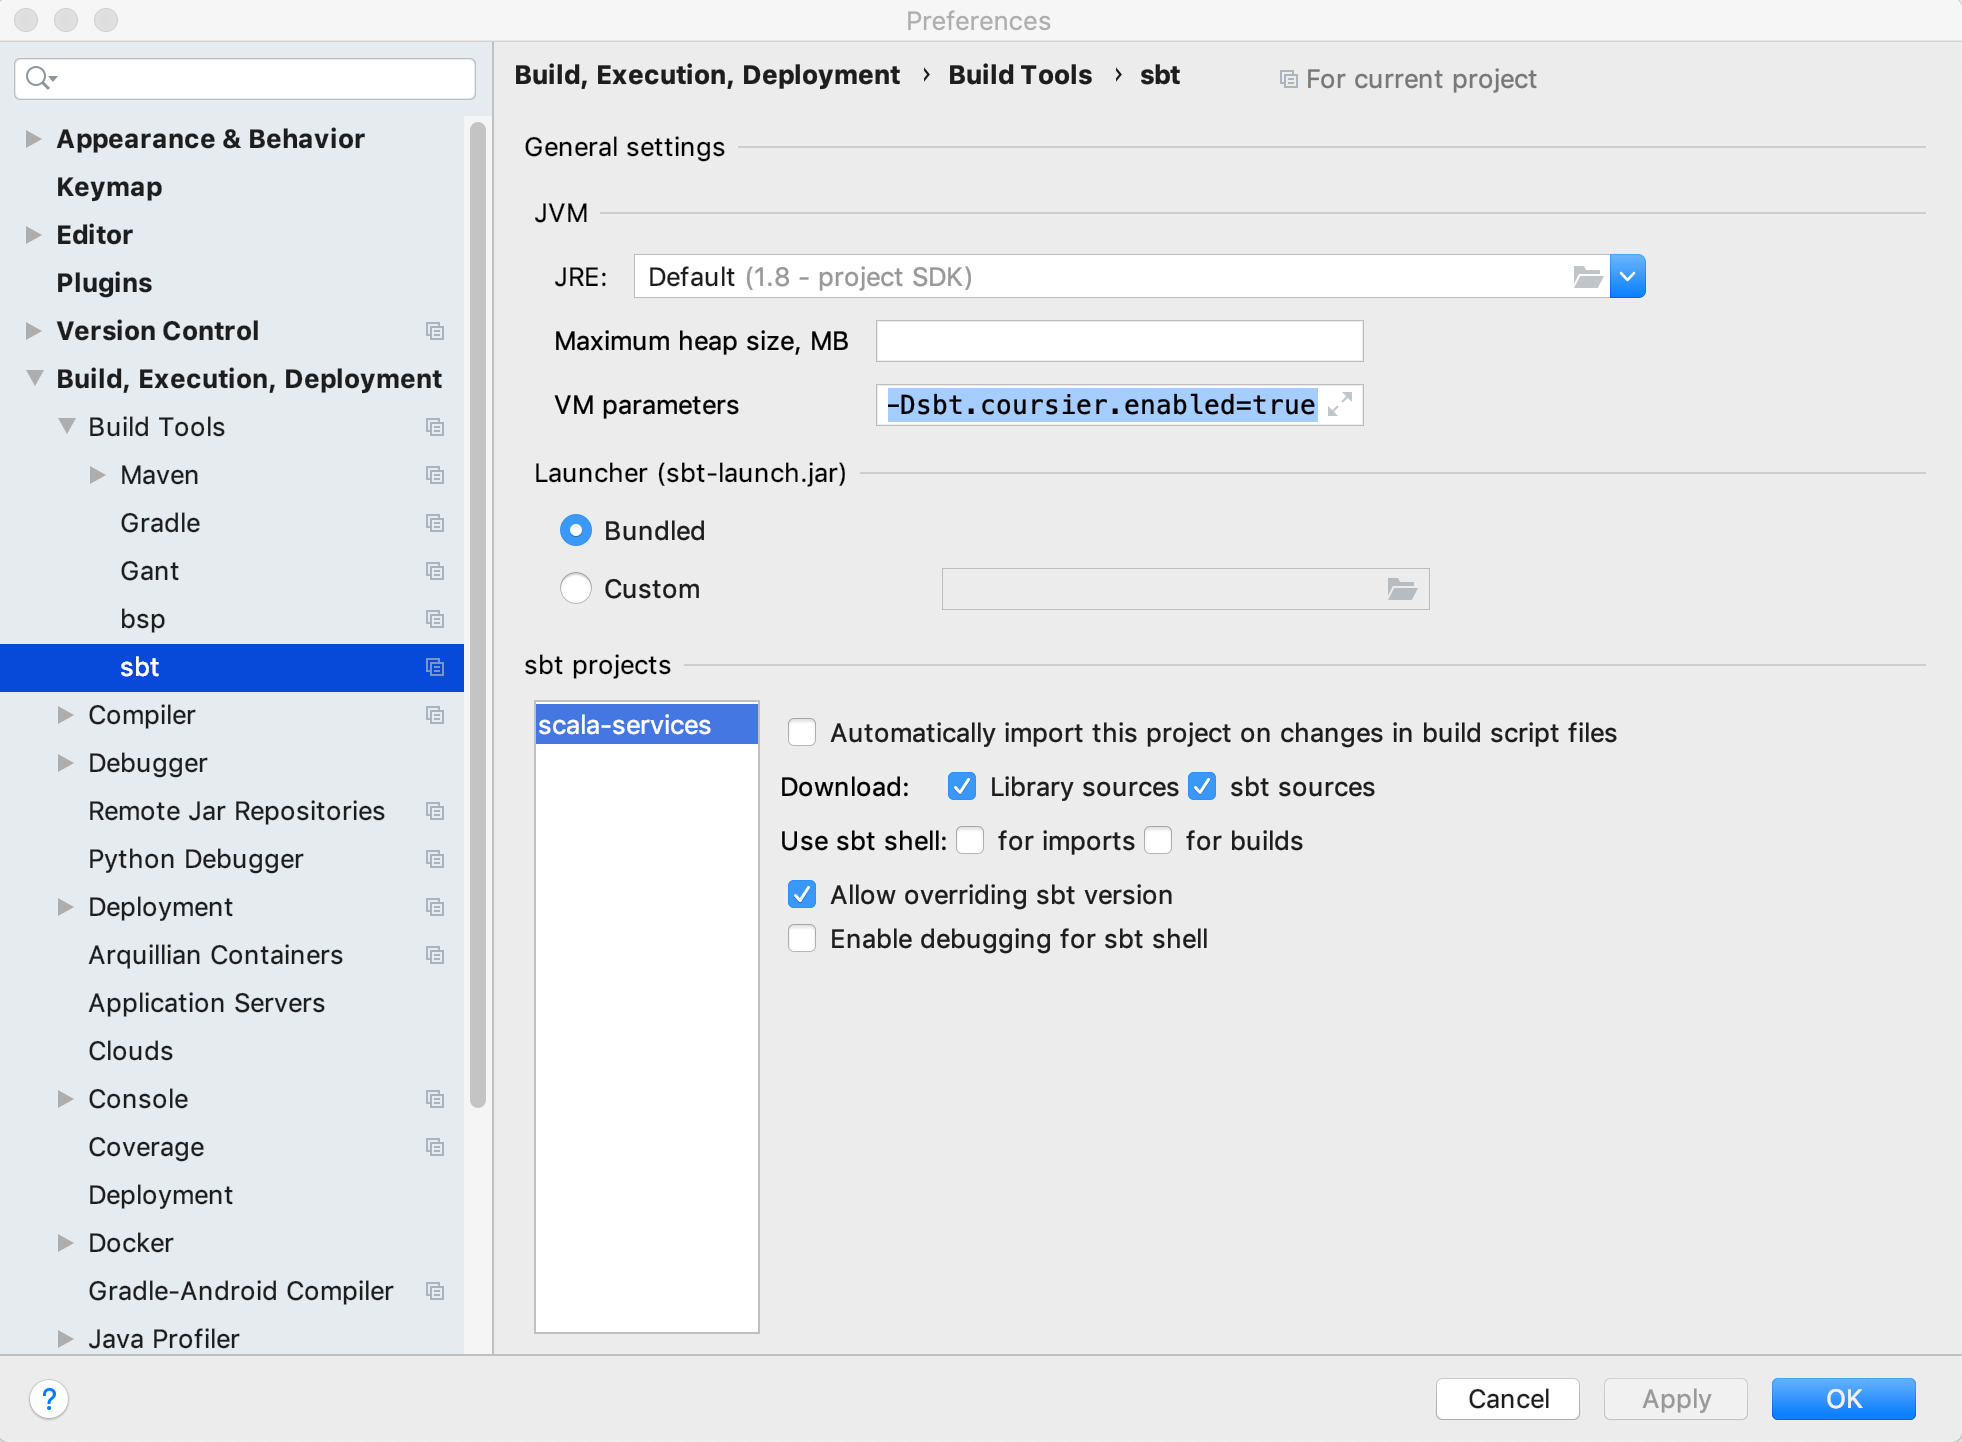 Preferences
Appearance & Behavior
Keymap
Editor
Plugins
Version Control
Build, Execution, Deployment
Build Tools
Maven
Gradle
Gant
bsp
sbt
Compiler
Debugger
Remote Jar Repositories
Python Debugger
Deployment
Arquillian Containers
Application Servers
Clouds
Console
Coverage
Deployment
Docker
Gradle-Android Compiler
Java Profiler
Build, Execution, Deployment › Build Tools › sbt For current project
General settings
JVM
JRE: Default (1.8 - project SDK)
Maximum heap size, MB
VM parameters -Dsbt.coursier.enabled=true
Launcher (sbt-launch.jar)
Bundled
Custom
sbt projects
scala-services
Automatically import this project on changes in build script files
Download: Library sources sbt sources
Use sbt shell: for imports for builds
Allow overriding sbt version
Enable debugging for sbt shell
? Cancel Apply OK